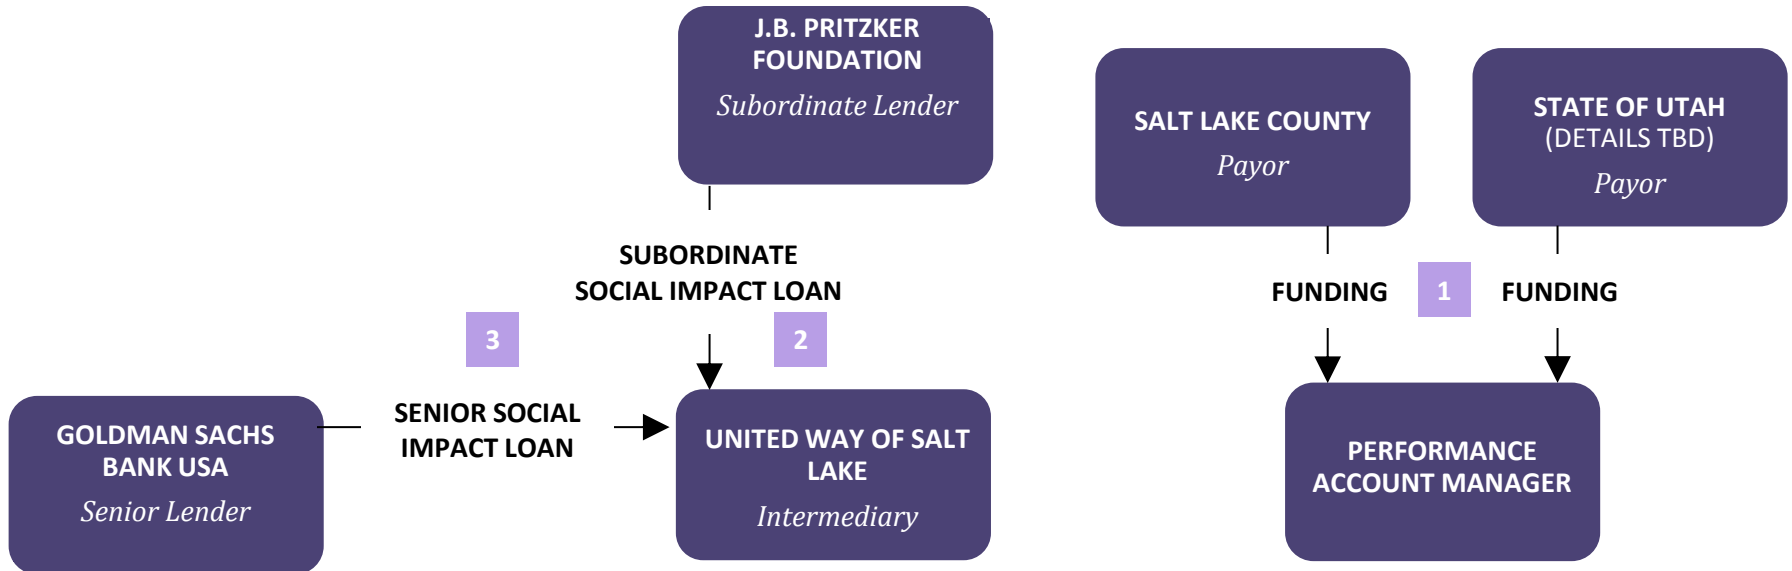 J.B. PRITZKER
FOUNDATION
Subordinate Lender
SALT LAKE COUNTY
Payor
STATE OF UTAH
(DETAILS TBD)
Payor
SUBORDINATE
SOCIAL IMPACT LOAN
FUNDING
1
FUNDING
3
2
GOLDMAN SACHS
BANK USA
Senior Lender
SENIOR SOCIAL
IMPACT LOAN
UNITED WAY OF SALT
LAKE
Intermediary
PERFORMANCE
ACCOUNT MANAGER